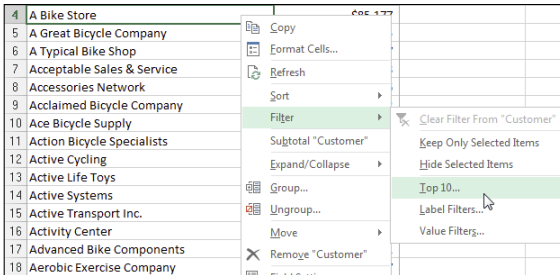 4 A Bike Store $85,177
5 A Great Bicycle Company
6 A Typical Bike Shop
7 Acceptable Sales & Service
8 Accessories Network
9 Acclaimed Bicycle Company
10 Ace Bicycle Supply
11 Action Bicycle Specialists
12 Active Cycling
13 Active Life Toys
14 Active Systems
15 Active Transport Inc.
16 Activity Center
17 Advanced Bike Components
18 Aerobic Exercise Company
Copy
Format Cells...
Refresh
Sort
Filter
Subtotal "Customer"
Expand/Collapse
Group...
Ungroup...
Move
Remove "Customer"
Clear Filter From "Customer"
Keep Only Selected Items
Hide Selected Items
Top 10...
Label Filters...
Value Filters...